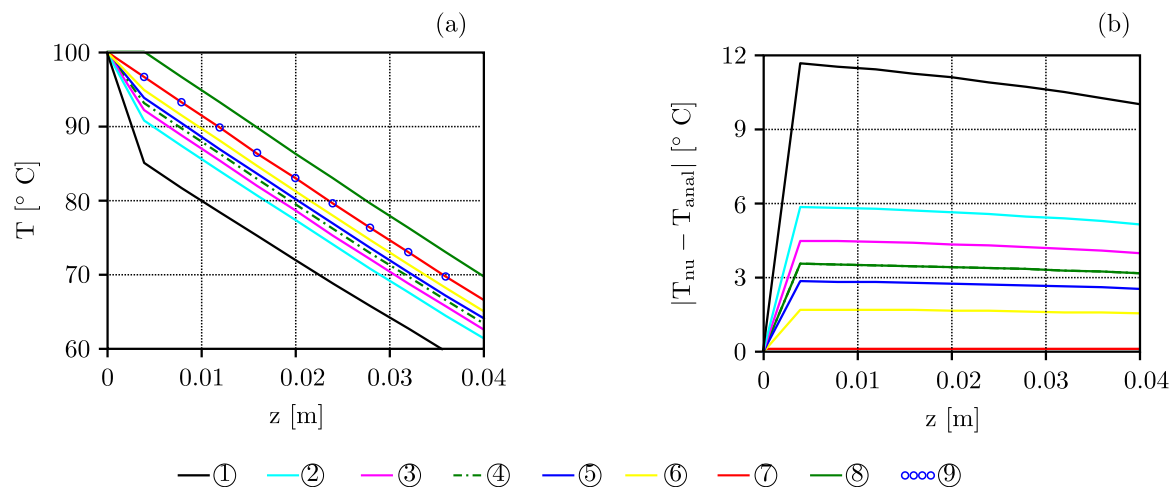 (a)
100
90
80
70
60
T [° C]
0
0.01
0.02
0.03
0.04
z [m]
(b)
12
9
6
3
0
|T_nu − T_anal| [° C]
0
0.01
0.02
0.03
0.04
z [m]
① ② ③ ④ ⑤ ⑥ ⑦ ⑧ ⑨